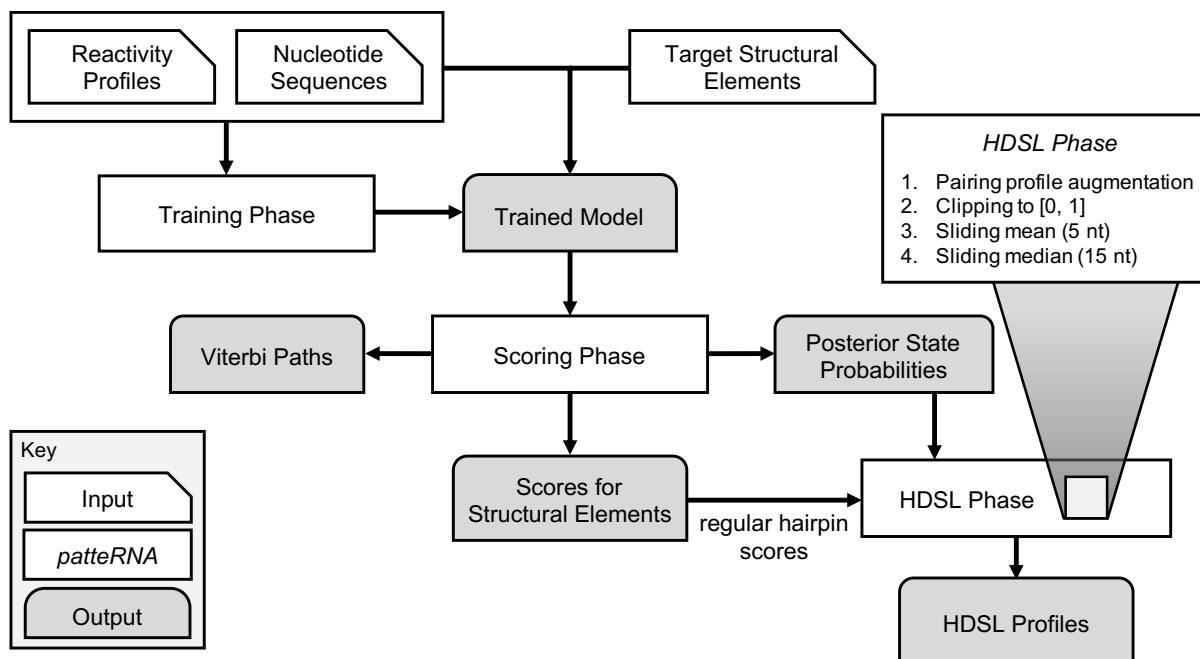 Reactivity
Profiles
Nucleotide
Sequences
Target Structural
Elements
Training Phase
Trained Model
HDSL Phase
1. Pairing profile augmentation
2. Clipping to [0, 1]
3. Sliding mean (5 nt)
4. Sliding median (15 nt)
Viterbi Paths
Scoring Phase
Posterior State
Probabilities
Scores for
Structural Elements
regular hairpin
scores
HDSL Phase
HDSL Profiles
Key
Input
patteRNA
Output